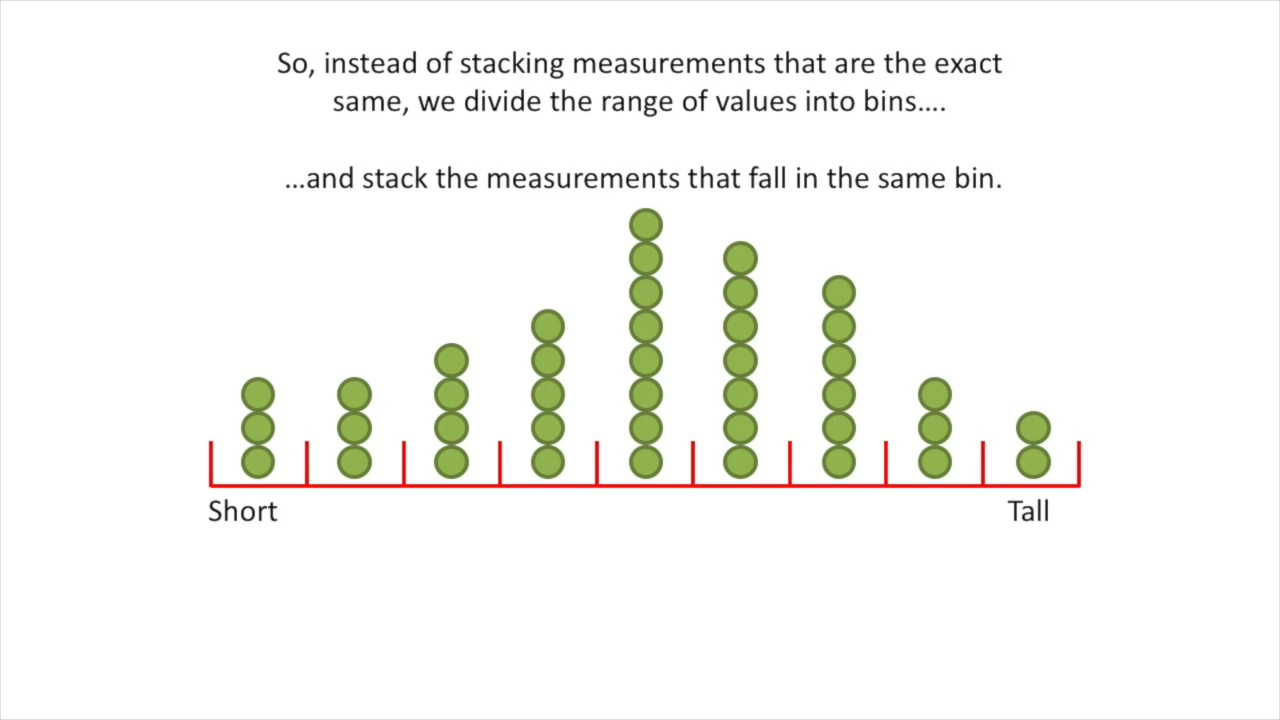 So, instead of stacking measurements that are the exact
same, we divide the range of values into bins....
...and stack the measurements that fall in the same bin.
Short
Tall